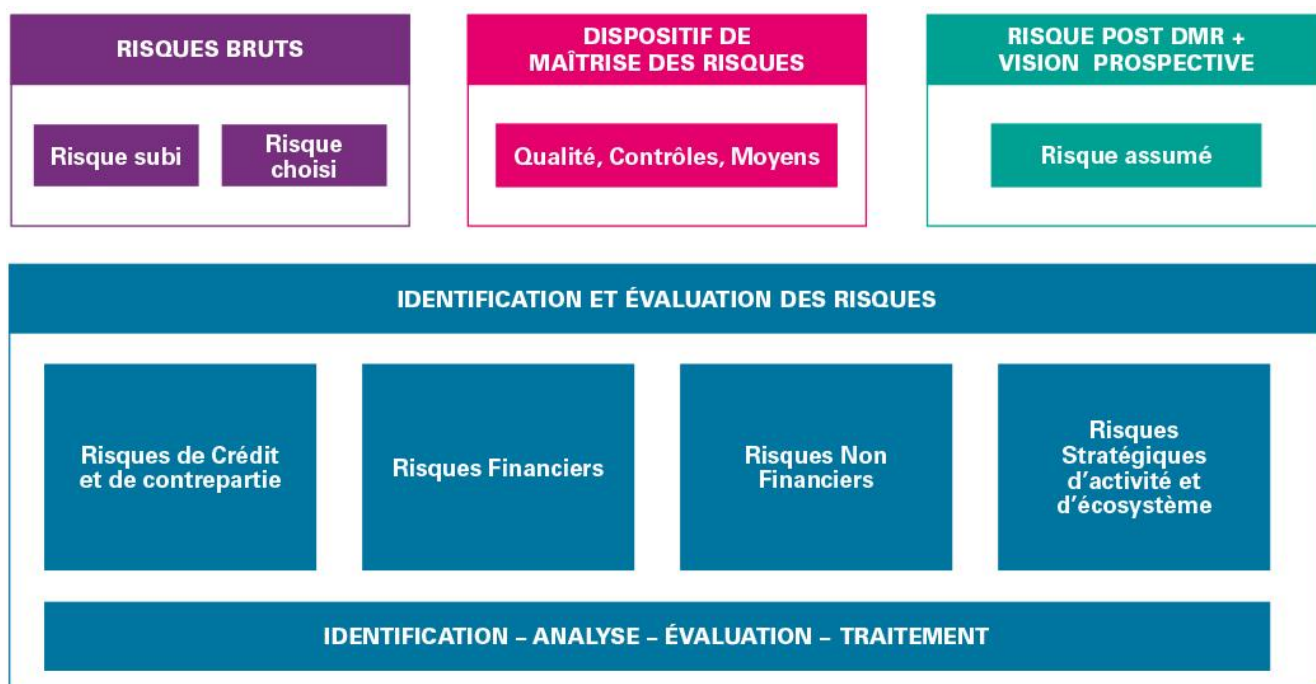 RISQUES BRUTS
Risque subi
Risque
choisi
DISPOSITIF DE
MAÎTRISE DES RISQUES
Qualité, Contrôles, Moyens
RISQUE POST DMR +
VISION PROSPECTIVE
Risque assumé
IDENTIFICATION ET ÉVALUATION DES RISQUES
Risques de Crédit
et de contrepartie
Risques Financiers
Risques Non
Financiers
Risques
Stratégiques
d’activité et
d’écosystème
IDENTIFICATION – ANALYSE – ÉVALUATION – TRAITEMENT